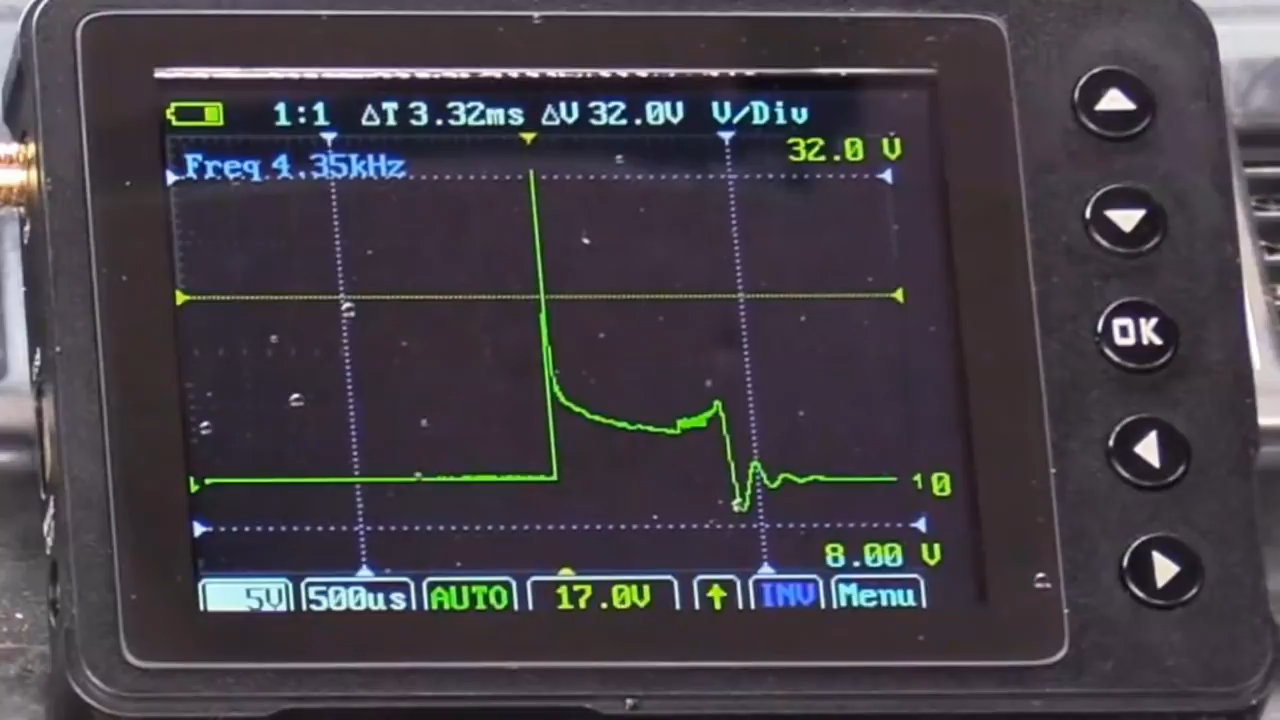 1:1 ΔT 3.32ms ΔV 32.0V V/Div
32.0 V
Freq 4.35kHz
OK
10
8.00 V
5V 500us AUTO 17.0V ↑ INV Menu